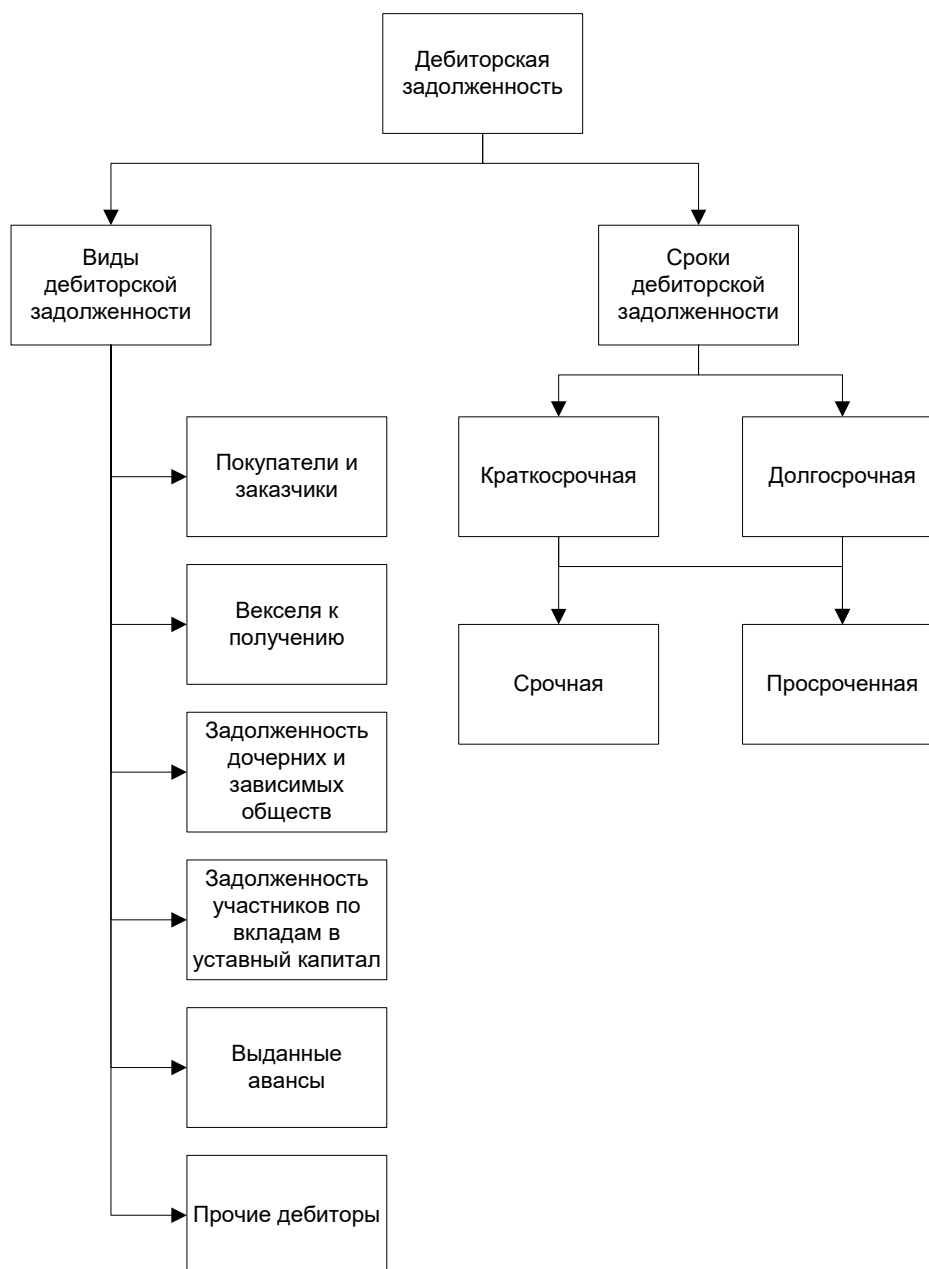 Дебиторская
задолженность
Виды
дебиторской
задолженности
Сроки
дебиторской
задолженности
Покупатели и
заказчики
Краткосрочная
Долгосрочная
Векселя к
получению
Срочная
Просроченная
Задолженность
дочерних и
зависимых
обществ
Задолженность
участников по
вкладам в
уставный капитал
Выданные
авансы
Прочие дебиторы